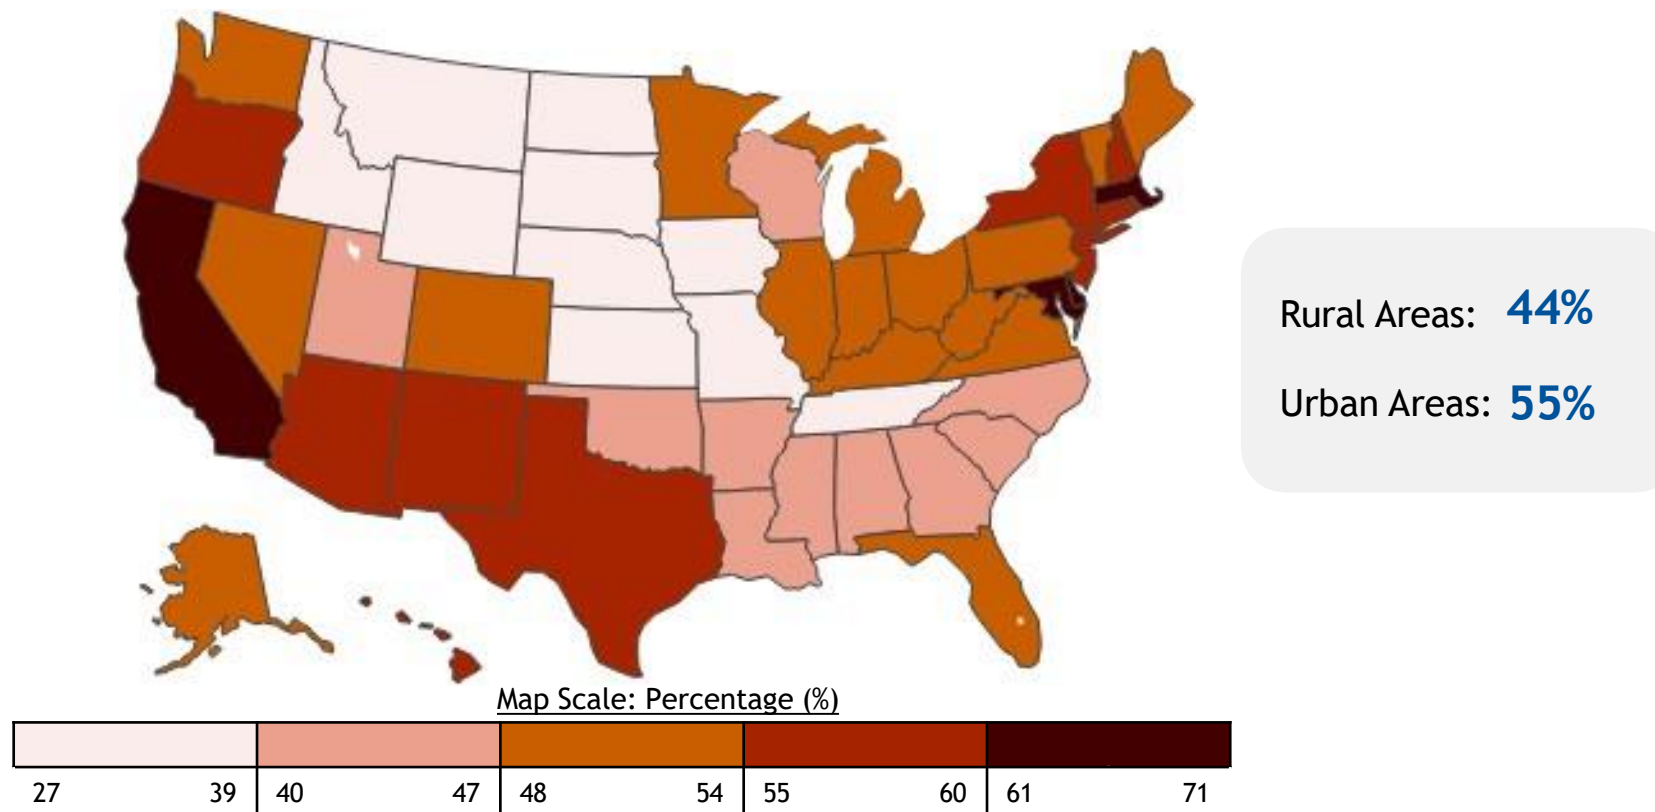 Rural Areas: 44%
Urban Areas: 55%
Map Scale: Percentage (%)
27 39 40 47 48 54 55 60 61 71